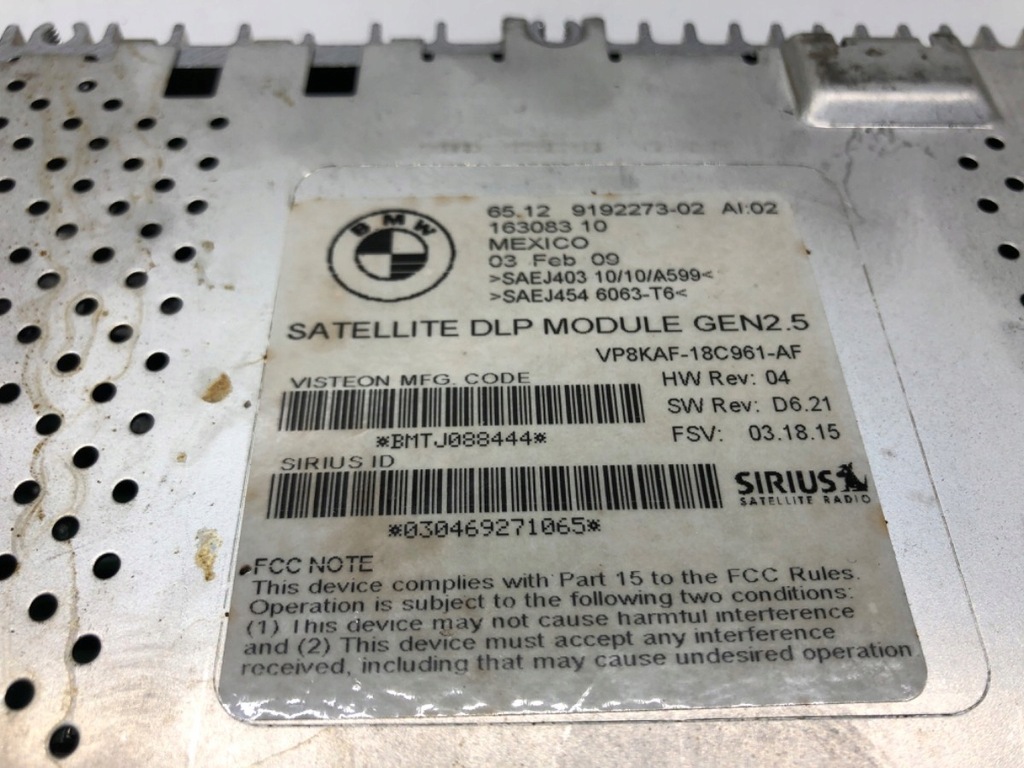 BMW
65.12 9192273-02 AI:02
163083 10
MEXICO
03 Feb 09
>SAEJ403 10/10/A599<
>SAEJ454 6063-T6<
SATELLITE DLP MODULE GEN2.5
VP8KAF-18C961-AF
VISTEON MFG. CODE
HW Rev: 04
SW Rev: D6.21
*BMTJ088444*
FSV: 03.18.15
SIRIUS ID
SIRIUS
SATELLITE RADIO
*030469271065*
FCC NOTE
This device complies with Part 15 to the FCC Rules.
Operation is subject to the following two conditions:
(1) This device may not cause harmful interference
and (2) This device must accept any interference
received, including that may cause undesired operation